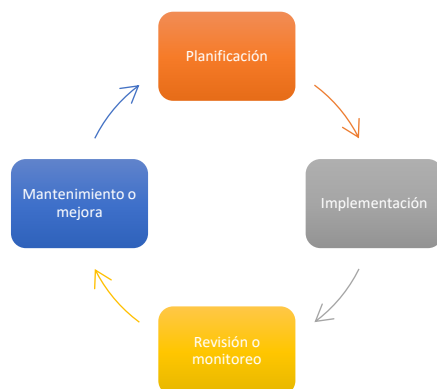 Planificación
Implementación
Revisión o
monitoreo
Mantenimiento o
mejora